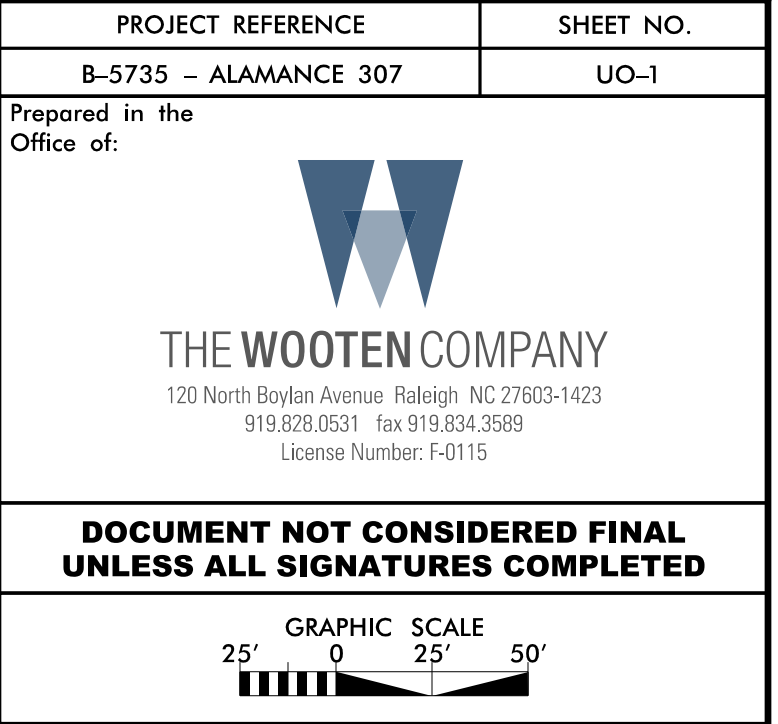 PROJECT REFERENCE
SHEET NO.
B–5735 – ALAMANCE 307
UO–1
Prepared in the
Office of:
THE WOOTEN COMPANY
120 North Boylan Avenue Raleigh NC 27603-1423
919.828.0531 fax 919.834.3589
License Number: F-0115
DOCUMENT NOT CONSIDERED FINAL
UNLESS ALL SIGNATURES COMPLETED
GRAPHIC SCALE
25' 0 25' 50'